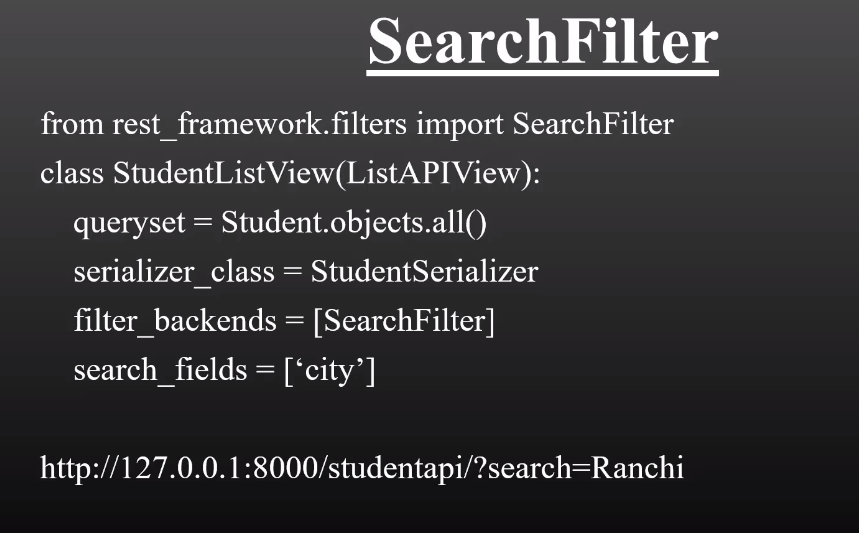 SearchFilter
from rest_framework.filters import SearchFilter
class StudentListView(ListAPIView):
queryset = Student.objects.all()
serializer_class = StudentSerializer
filter_backends = [SearchFilter]
search_fields = [‘city’]
http://127.0.0.1:8000/studentapi/?search=Ranchi